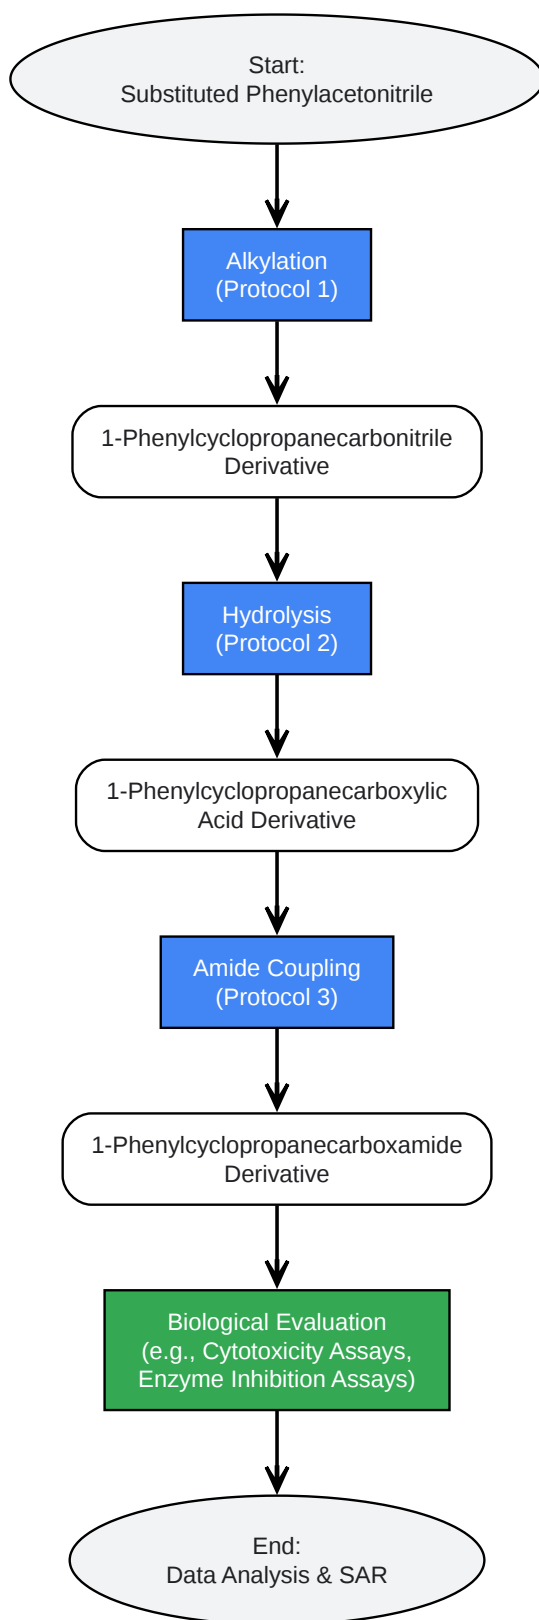 Start:
Substituted Phenylacetonitrile
Alkylation
(Protocol 1)
1-Phenylcyclopropanecarbonitrile
Derivative
Hydrolysis
(Protocol 2)
1-Phenylcyclopropanecarboxylic
Acid Derivative
Amide Coupling
(Protocol 3)
1-Phenylcyclopropanecarboxamide
Derivative
Biological Evaluation
(e.g., Cytotoxicity Assays,
Enzyme Inhibition Assays)
End:
Data Analysis & SAR